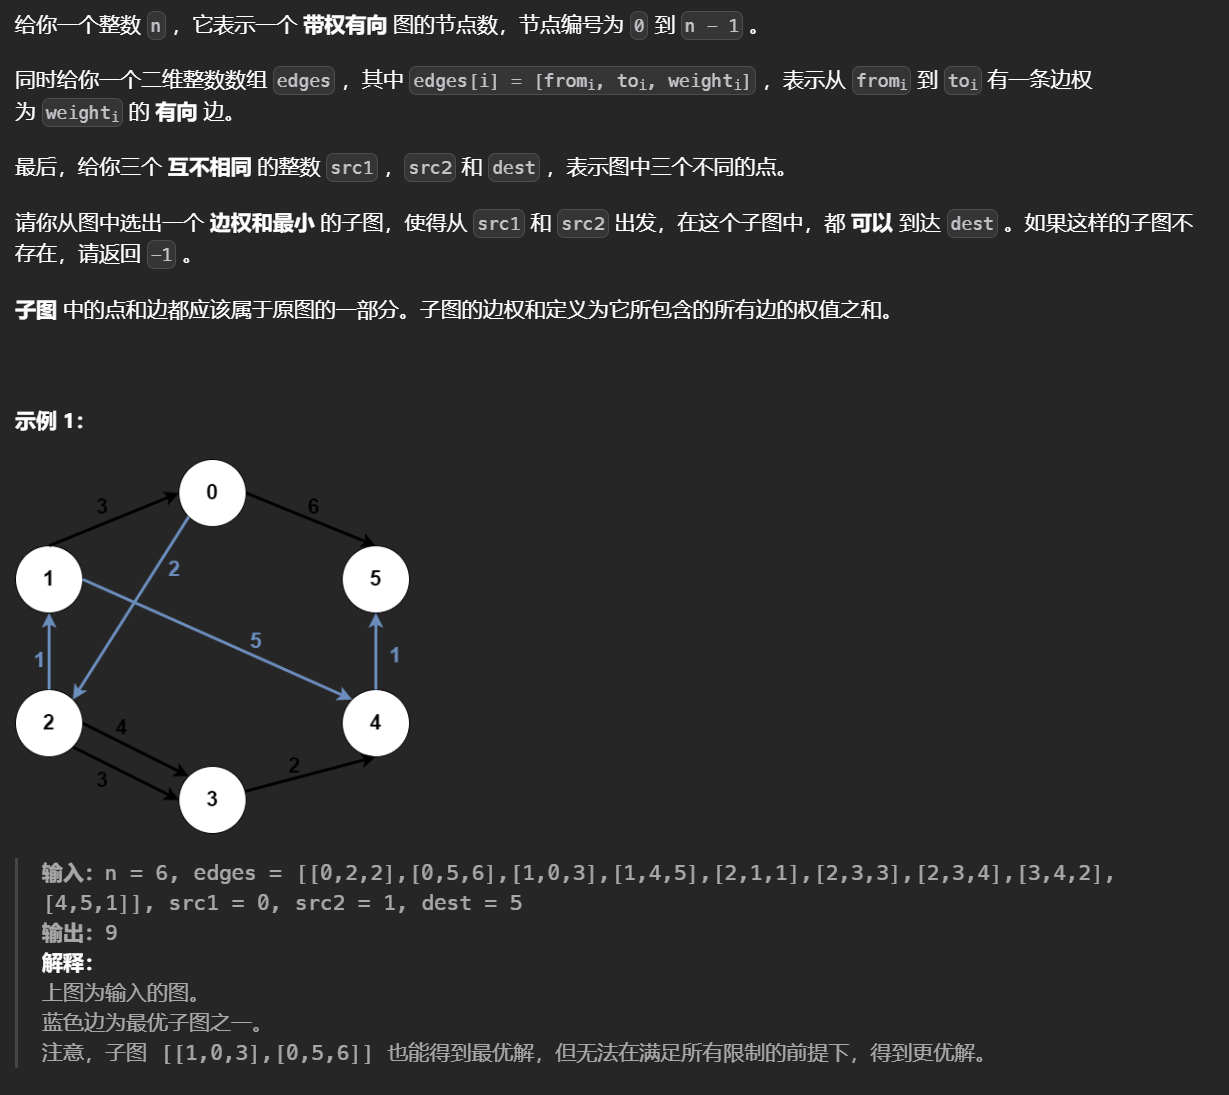 给你一个整数 n ，它表示一个 带权有向 图的节点数，节点编号为 0 到 n - 1 。
同时给你一个二维整数数组 edges ，其中 edges[i] = [fromi, toi, weighti] ，表示从 fromi 到 toi 有一条边权
为 weighti 的 有向 边。
最后，给你三个 互不相同 的整数 src1 ，src2 和 dest ，表示图中三个不同的点。
请你从图中选出一个 边权和最小 的子图，使得从 src1 和 src2 出发，在这个子图中，都 可以 到达 dest 。如果这样的子图不
存在，请返回 -1 。
子图 中的点和边都应该属于原图的一部分。子图的边权和定义为它所包含的所有边的权值之和。
示例 1：
0
3
6
1
2
5
5
1
1
2
4
4
3
2
3
输入：n = 6, edges = [[0,2,2],[0,5,6],[1,0,3],[1,4,5],[2,1,1],[2,3,3],[2,3,4],[3,4,2],
[4,5,1]], src1 = 0, src2 = 1, dest = 5
输出：9
解释：
上图为输入的图。
蓝色边为最优子图之一。
注意，子图 [[1,0,3],[0,5,6]] 也能得到最优解，但无法在满足所有限制的前提下，得到更优解。